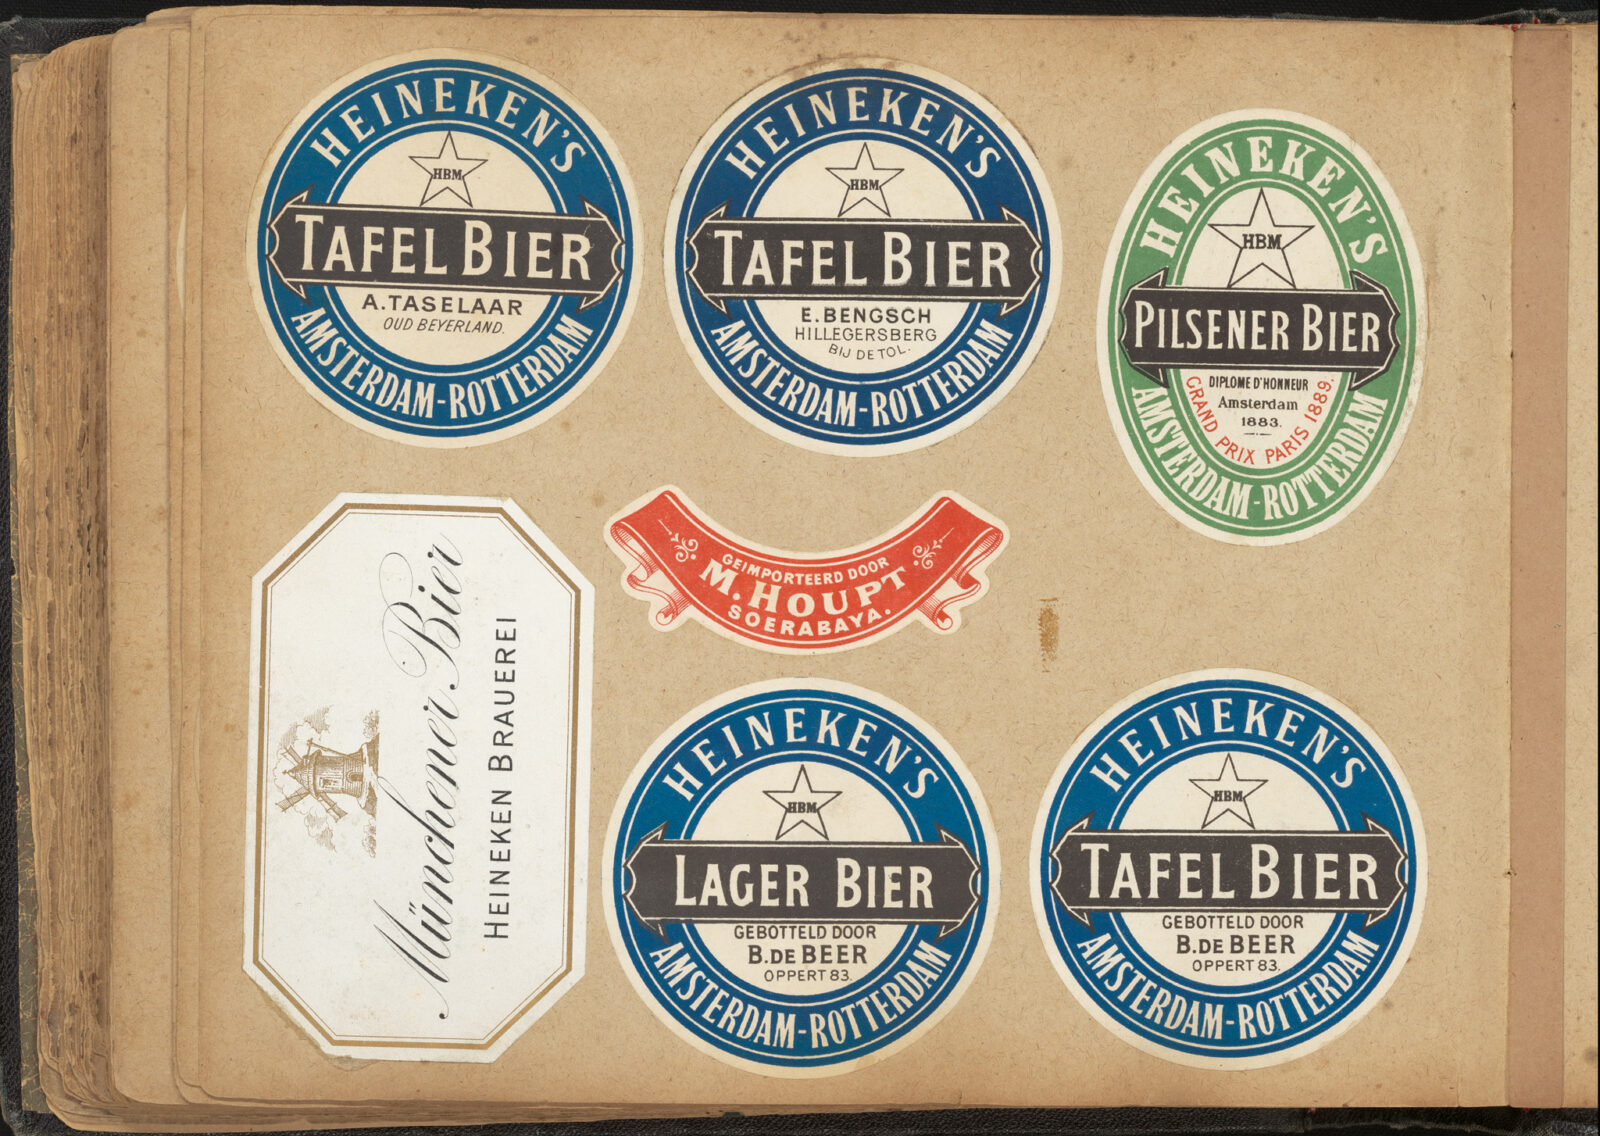 HEINEKEN'S
HBM
TAFEL BIER
A. TASELAAR
OUD BEYERLAND.
AMSTERDAM-ROTTERDAM
HEINEKEN'S
HBM
TAFEL BIER
E. BENGSCH
HILLEGERSBERG
BIJ DE TOL.
AMSTERDAM-ROTTERDAM
HEINEKEN'S
HBM
PILSENER BIER
DIPLOME D'HONNEUR
Amsterdam
1883.
GRAND PRIX PARIS 1889.
AMSTERDAM-ROTTERDAM
Münchener Bier
HEINEKEN BRAUEREI
GEIMPORTEERD DOOR
M. HOUPT
SOERABAYA.
HEINEKEN'S
HBM
LAGER BIER
GEBOTTELD DOOR
B. DE BEER
OPPERT 83.
AMSTERDAM-ROTTERDAM
HEINEKEN'S
HBM
TAFEL BIER
GEBOTTELD DOOR
B. DE BEER
OPPERT 83.
AMSTERDAM-ROTTERDAM